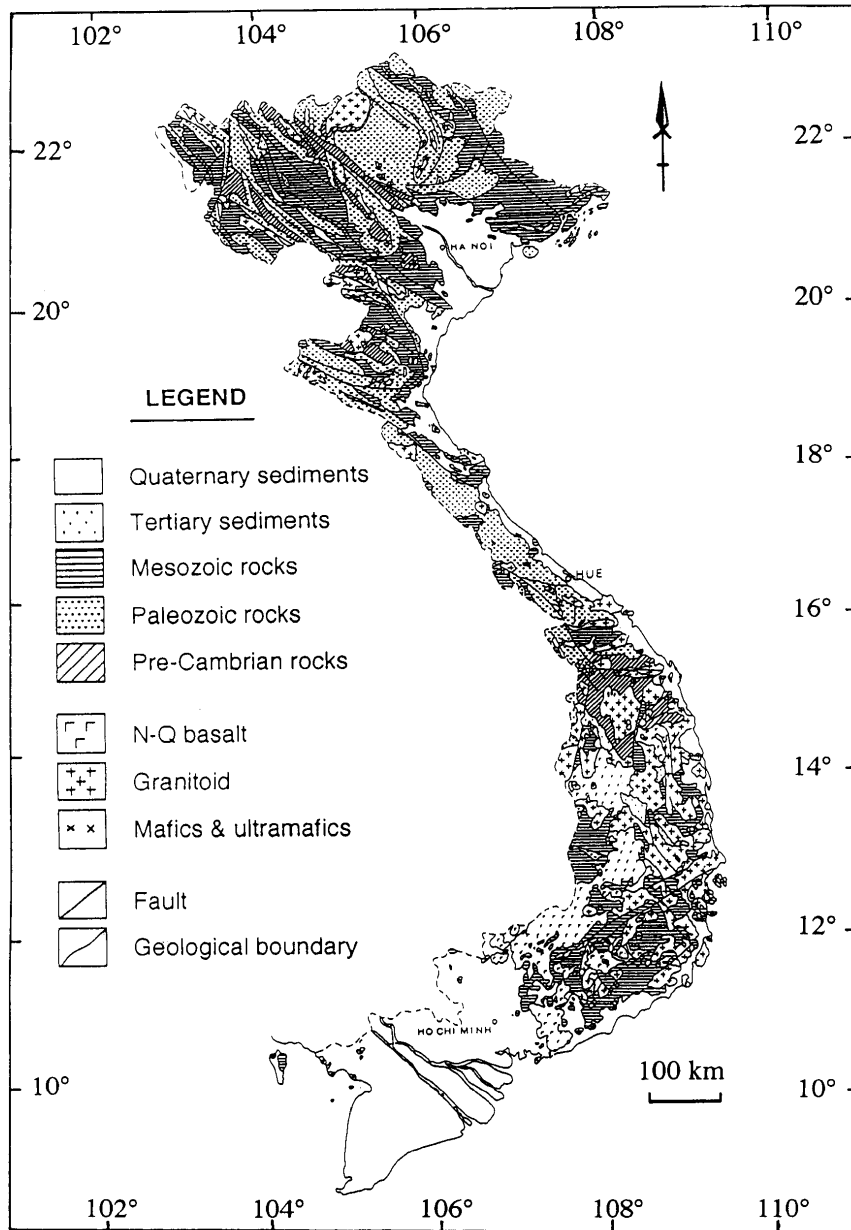 102° 104° 106° 108° 110°
22° 22°
HA NOI
20° 20°
LEGEND
18°
Quaternary sediments
Tertiary sediments
Mesozoic rocks
HUE
Paleozoic rocks
16°
Pre-Cambrian rocks
N-Q basalt
14°
Granitoid
Mafics & ultramafics
Fault
12°
Geological boundary
HO CHI MINH
10° 100 km 10°
102° 104° 106° 108° 110°